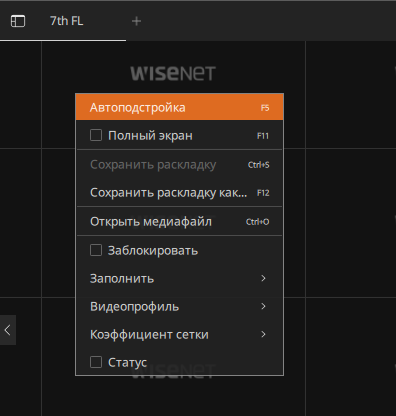 7th FL
WISENET
Автоподстройка F5
Полный экран F11
Сохранить раскладку Ctrl+S
Сохранить раскладку как... F12
Открыть медиафайл Ctrl+O
Заблокировать
Заполнить
Видеопрофиль
Коэффициент сетки
Статус
WISENET